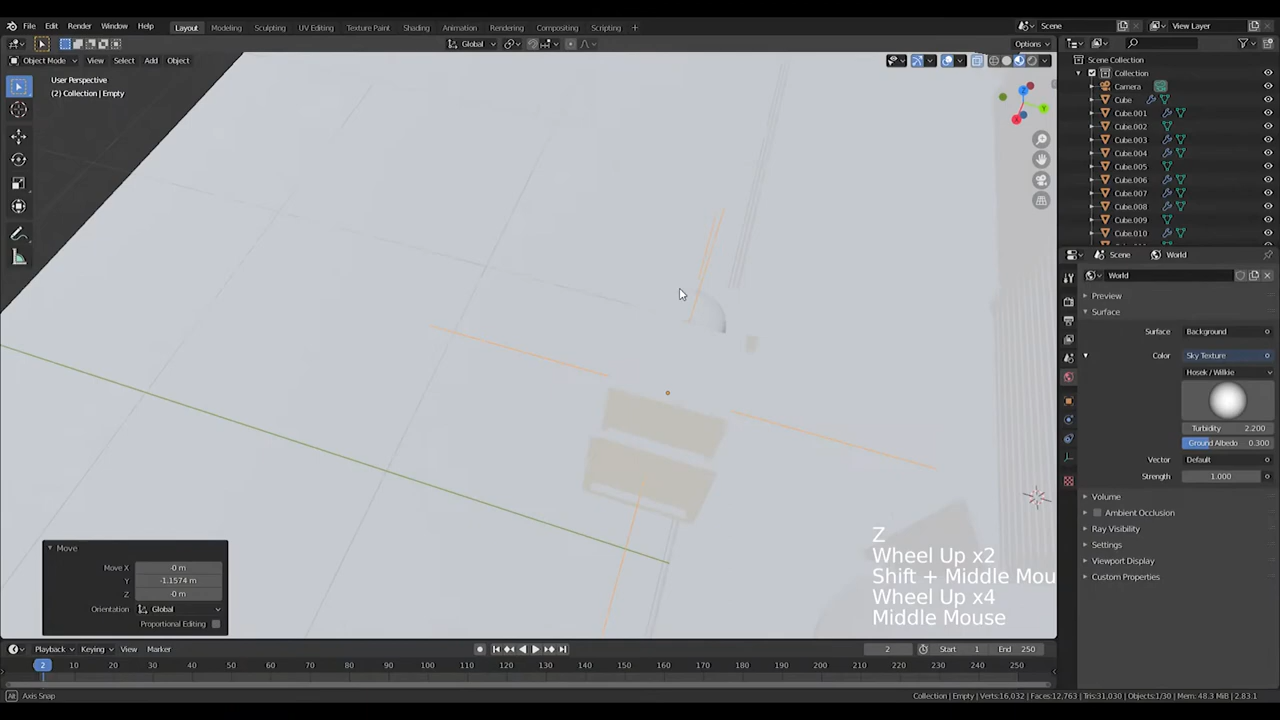 File Edit Render Window Help Layout Modeling Sculpting UV Editing Texture Paint Shading Animation Rendering Compositing Scripting + Scene View Layer
Global Options
Object Mode View Select Add Object
User Perspective
(2) Collection | Empty
Scene Collection
Collection
Camera
Cube
Cube.001
Cube.002
Cube.003
Cube.004
Cube.005
Cube.006
Cube.007
Cube.008
Cube.009
Cube.010
Scene World
World
Preview
Surface
Surface Background
Color Sky Texture
Hosek / Wilkie
Turbidity 2.200
Ground Albedo 0.300
Vector Default
Strength 1.000
Volume
Ambient Occlusion
Ray Visibility
Settings
Viewport Display
Custom Properties
Z
Wheel Up x2
Shift + Middle Mou
Wheel Up x4
Middle Mouse
Move
Move X -0 m
Y -1.1574 m
Z -0 m
Orientation Global
Proportional Editing
Playback Keying View Marker 2 Start 1 End 250
2 10 20 30 40 50 60 70 80 90 100 110 120 130 140 150 160 170 180 190 200 210 220 230 240 250
Axis Snap Collection | Empty | Verts:16,032 | Faces:12,763 | Tris:31,030 | Objects:1/30 | Mem: 48.3 MiB | 2.83.1